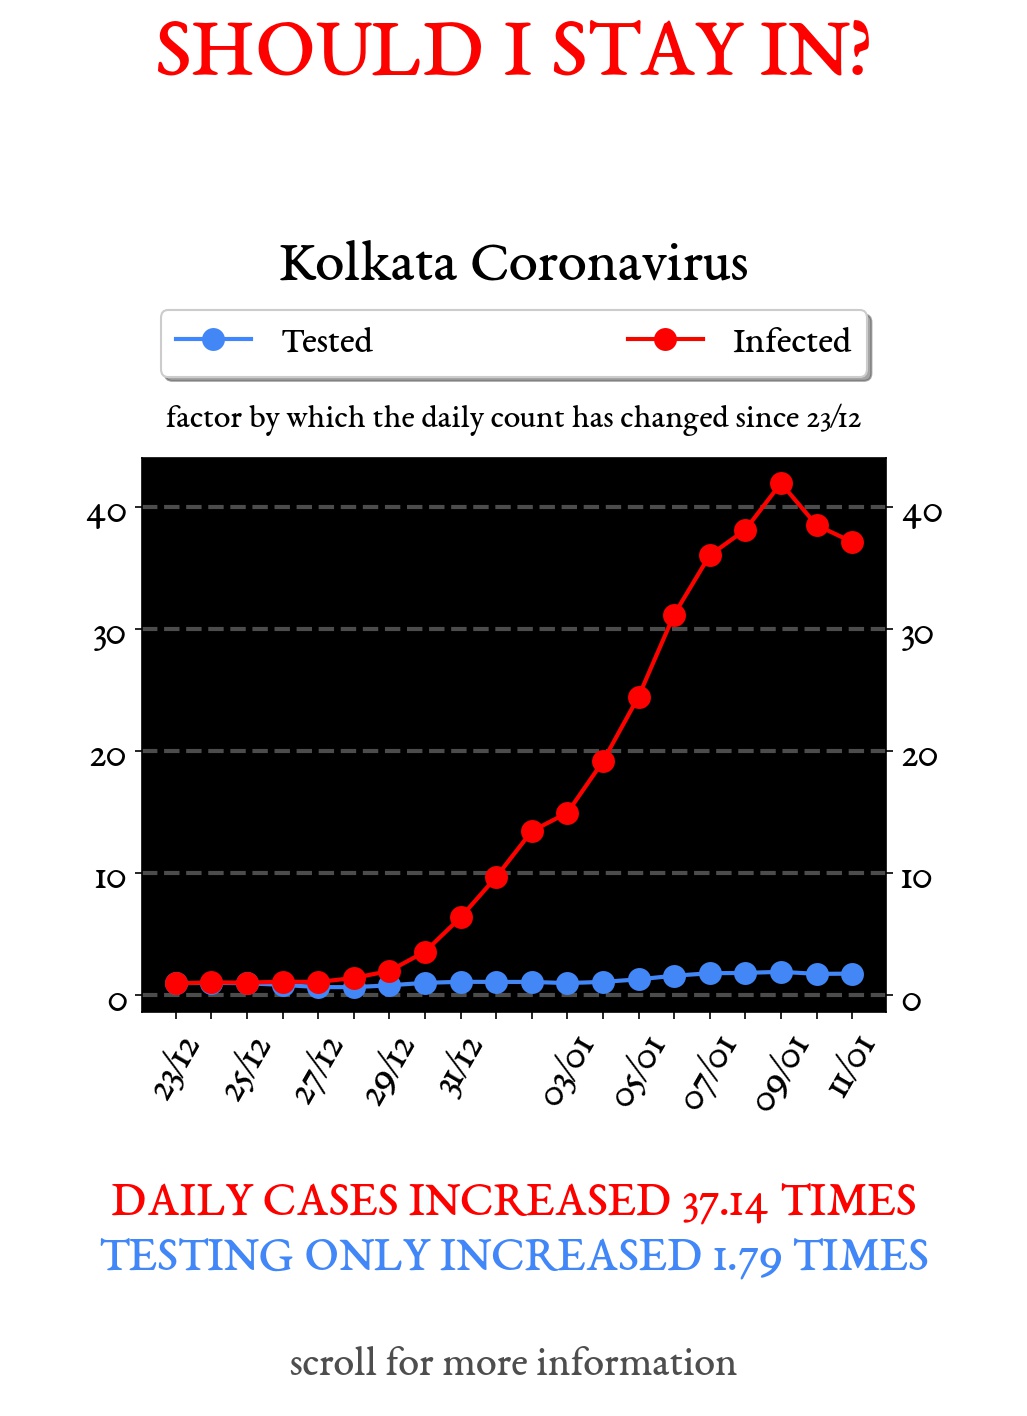 SHOULD I STAY IN?
Kolkata Coronavirus
Tested Infected
factor by which the daily count has changed since 23/12
40 40
30 30
20 20
10 10
0 0
23/12 25/12 27/12 29/12 31/12 03/01 05/01 07/01 09/01 11/01
DAILY CASES INCREASED 37.14 TIMES
TESTING ONLY INCREASED 1.79 TIMES
scroll for more information